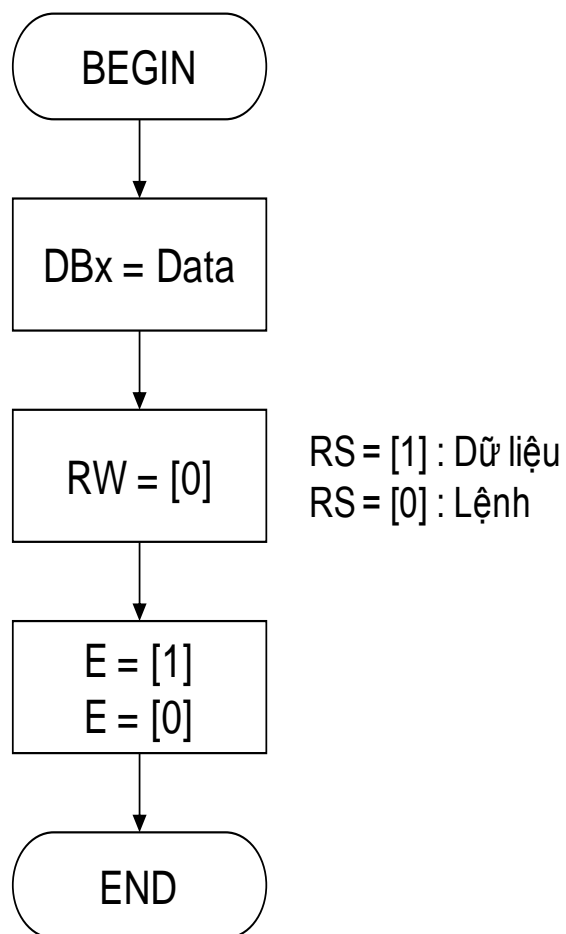 BEGIN
DBx = Data
RW = [0]
RS = [1] : Dữ liệu
RS = [0] : Lệnh
E = [1]
E = [0]
END